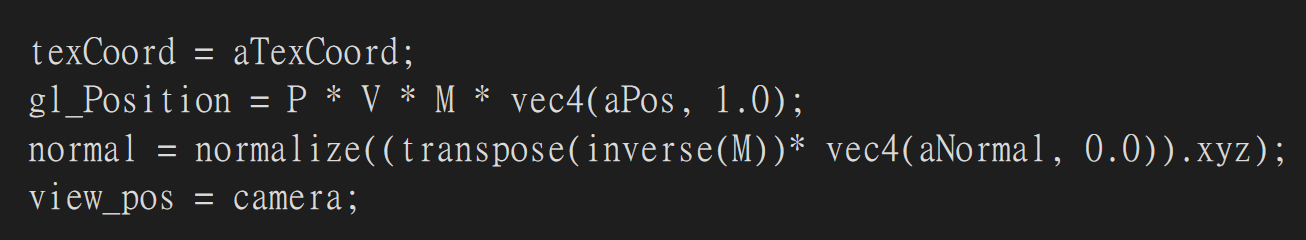 texCoord = aTexCoord;
gl_Position = P * V * M * vec4(aPos, 1.0);
normal = normalize((transpose(inverse(M))* vec4(aNormal, 0.0)).xyz);
view_pos = camera;